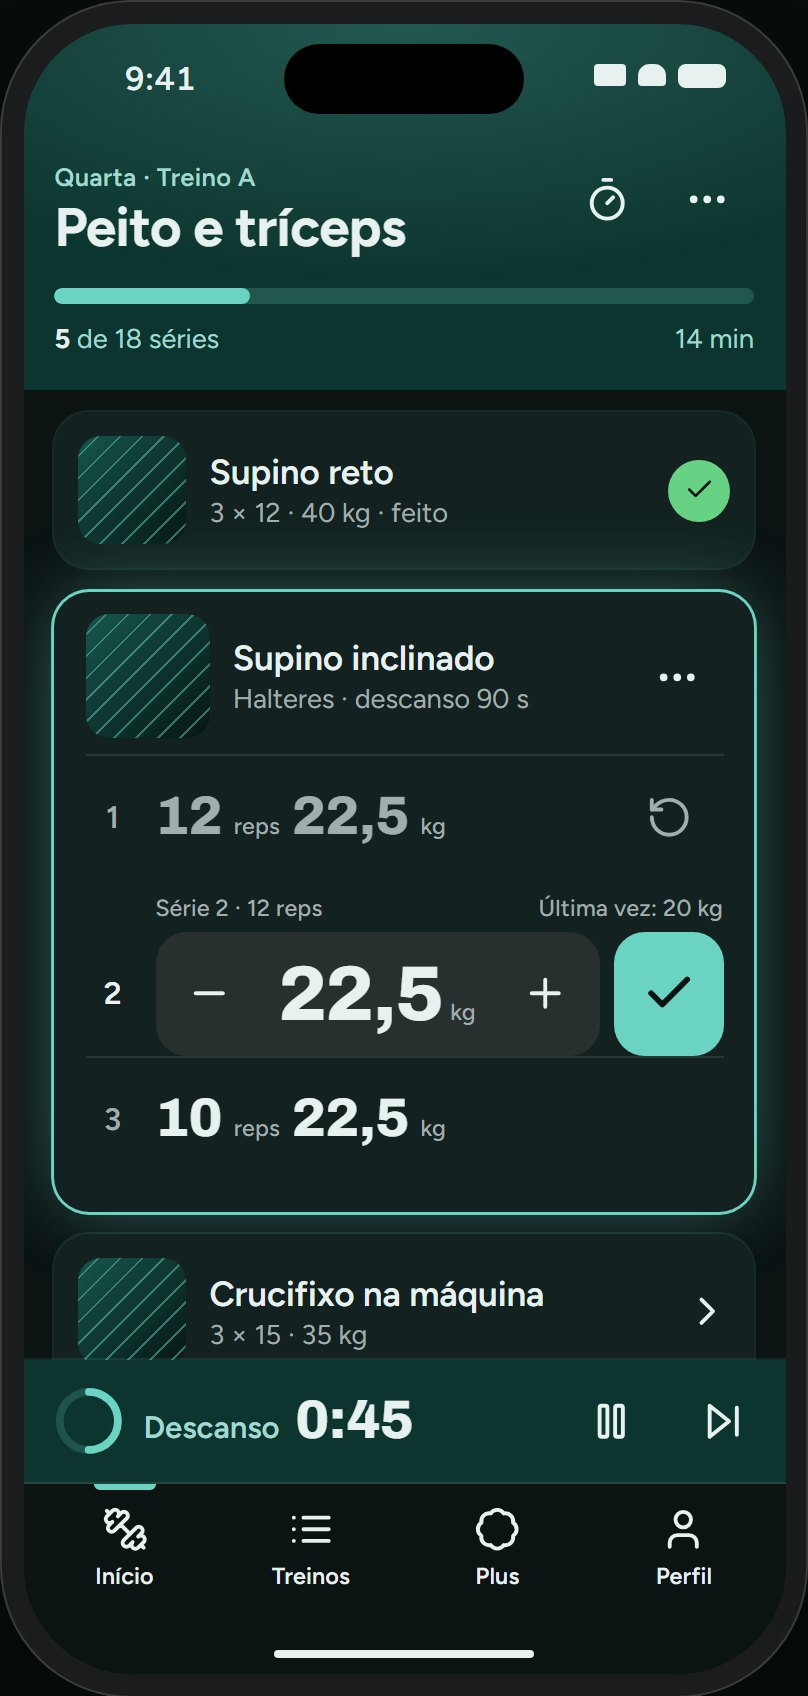 9:41
Quarta · Treino A
Peito e tríceps
5 de 18 séries
14 min
Supino reto
3 × 12 · 40 kg · feito
Supino inclinado
Halteres · descanso 90 s
1 12 reps 22,5 kg
Série 2 · 12 reps
Última vez: 20 kg
2 − 22,5 kg +
3 10 reps 22,5 kg
Crucifixo na máquina
3 × 15 · 35 kg
Descanso 0:45
Início
Treinos
Plus
Perfil